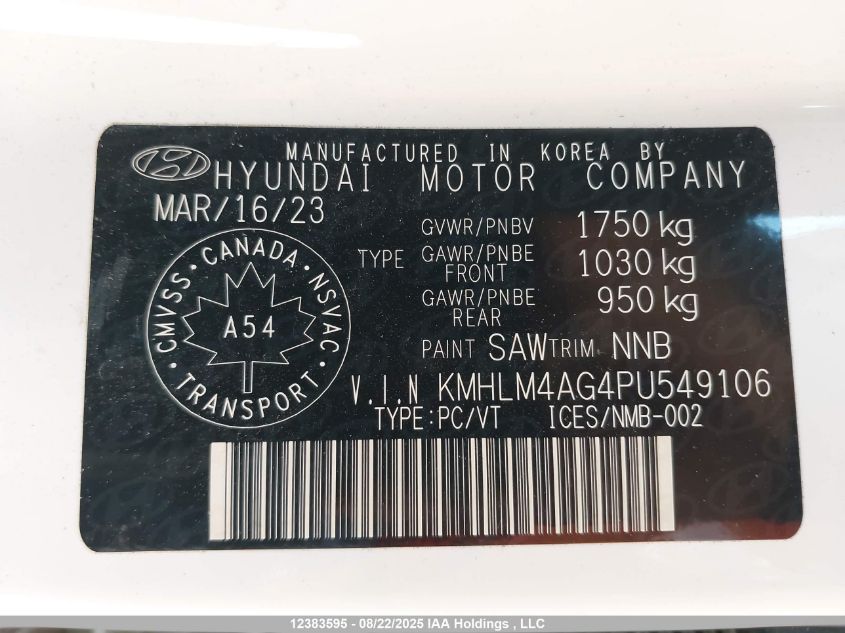 MANUFACTURED IN KOREA BY
HYUNDAI MOTOR COMPANY
MAR/16/23
GVWR/PNBV 1750 kg
TYPE GAWR/PNBE FRONT 1030 kg
GAWR/PNBE REAR 950 kg
CMVSS · CANADA · NSVAC
A54
TRANSPORT
PAINT SAW TRIM NNB
V.I.N KMHLM4AG4PU549106
TYPE:PC/VT ICES/NMB-002
12383595 - 08/22/2025 IAA Holdings , LLC